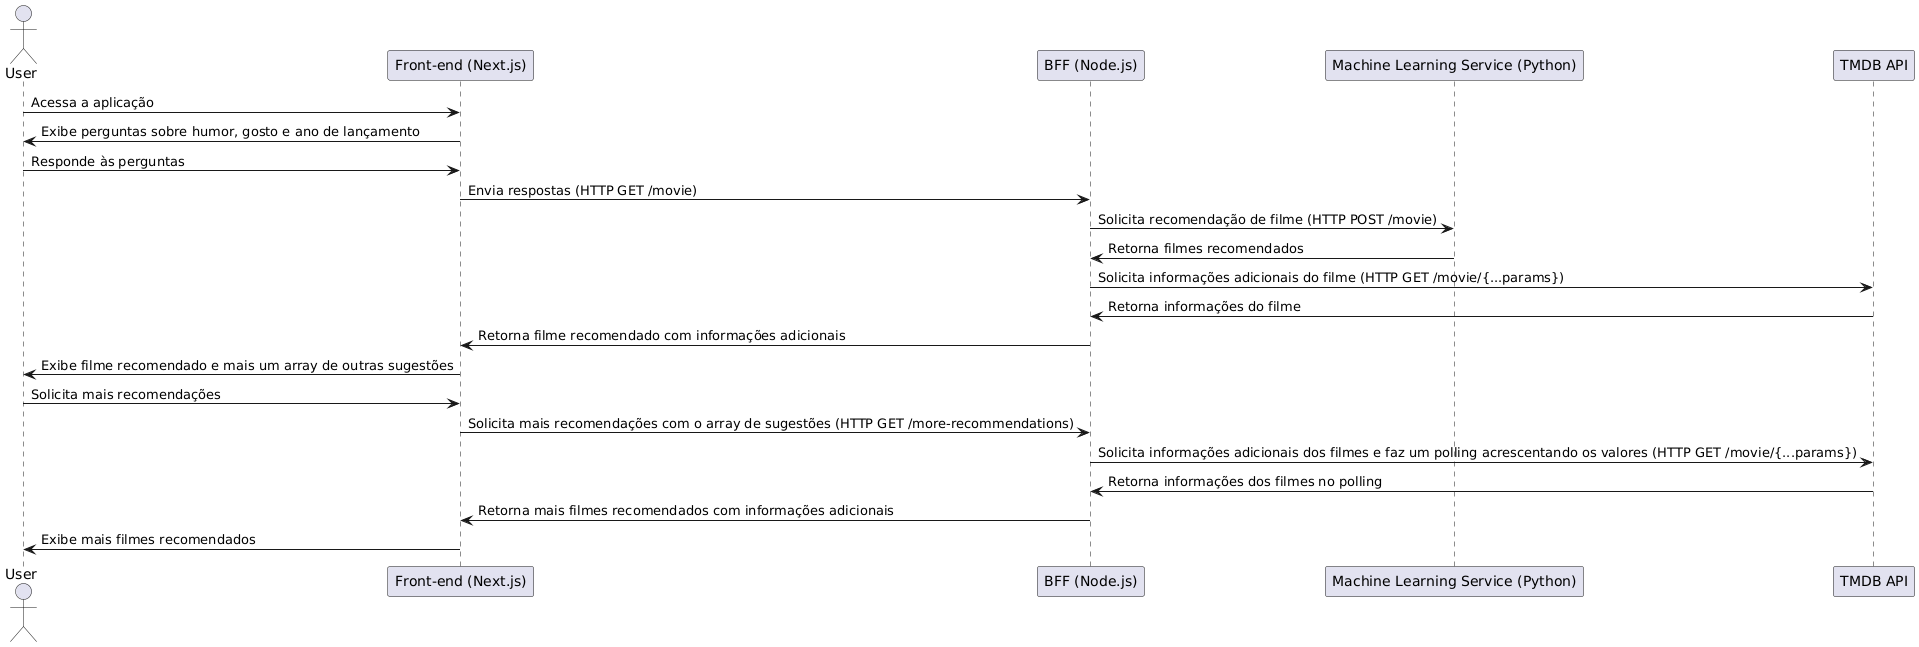 User
Front-end (Next.js)
BFF (Node.js)
Machine Learning Service (Python)
TMDB API
Acessa a aplicação
Exibe perguntas sobre humor, gosto e ano de lançamento
Responde às perguntas
Envia respostas (HTTP GET /movie)
Solicita recomendação de filme (HTTP POST /movie)
Retorna filmes recomendados
Solicita informações adicionais do filme (HTTP GET /movie/{...params})
Retorna informações do filme
Retorna filme recomendado com informações adicionais
Exibe filme recomendado e mais um array de outras sugestões
Solicita mais recomendações
Solicita mais recomendações com o array de sugestões (HTTP GET /more-recommendations)
Solicita informações adicionais dos filmes e faz um polling acrescentando os valores (HTTP GET /movie/{...params})
Retorna informações dos filmes no polling
Retorna mais filmes recomendados com informações adicionais
Exibe mais filmes recomendados
User
Front-end (Next.js)
BFF (Node.js)
Machine Learning Service (Python)
TMDB API